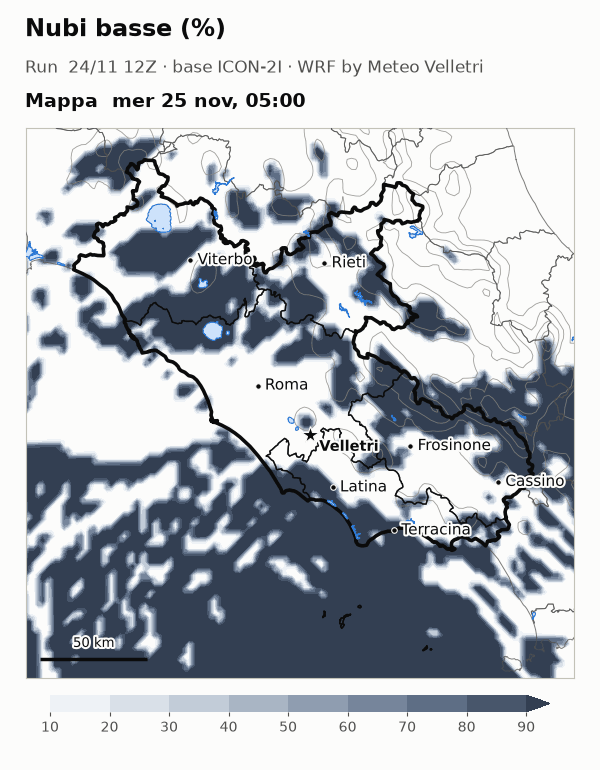 Nubi basse (%)
Run 24/11 12Z · base ICON-2I · WRF by Meteo Velletri
Mappa mer 25 nov, 05:00
Viterbo
Rieti
Roma
Velletri
Frosinone
Cassino
Latina
Terracina
50 km
10 20 30 40 50 60 70 80 90